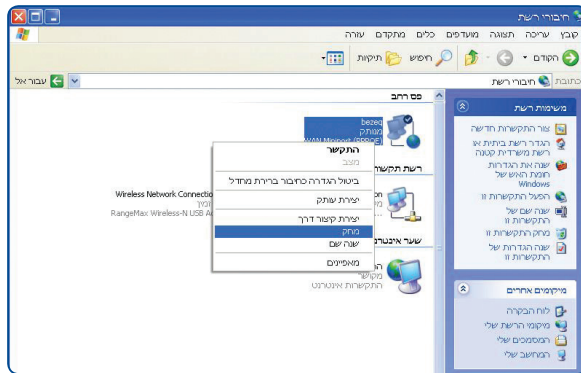 חיבורי רשת
קובץ עריכה תצוגה מועדפים כלים מתקדם עזרה
הקודם חיפוש תיקיות
כתובת חיבורי רשת עבור אל
משימות רשת
צור התקשרות חדשה
הגדר רשת ביתית או
רשת משרדית קטנה
שנה את הגדרות
חומת האש של
Windows
הפעל התקשרות זו
שנה שם של
התקשרות זו
מחק התקשרות זו
שנה הגדרות של
התקשרות זו
מיקומים אחרים
לוח הבקרה
מיקומי הרשת שלי
המסמכים שלי
המחשב שלי
פס רחב
bezeq
מנותק
WAN Miniport (PPPOE)
רשת תקשו
Wireless Network Connectio
RangeMax Wireless-N USB A
שער אינטרנ
מקושר
התקשרות אינטרנט
התקשר
מצב
ביטול הגדרה כחיבור ברירת מחדל
יצירת עותק
יצירת קיצור דרך
מחק
שנה שם
מאפיינים